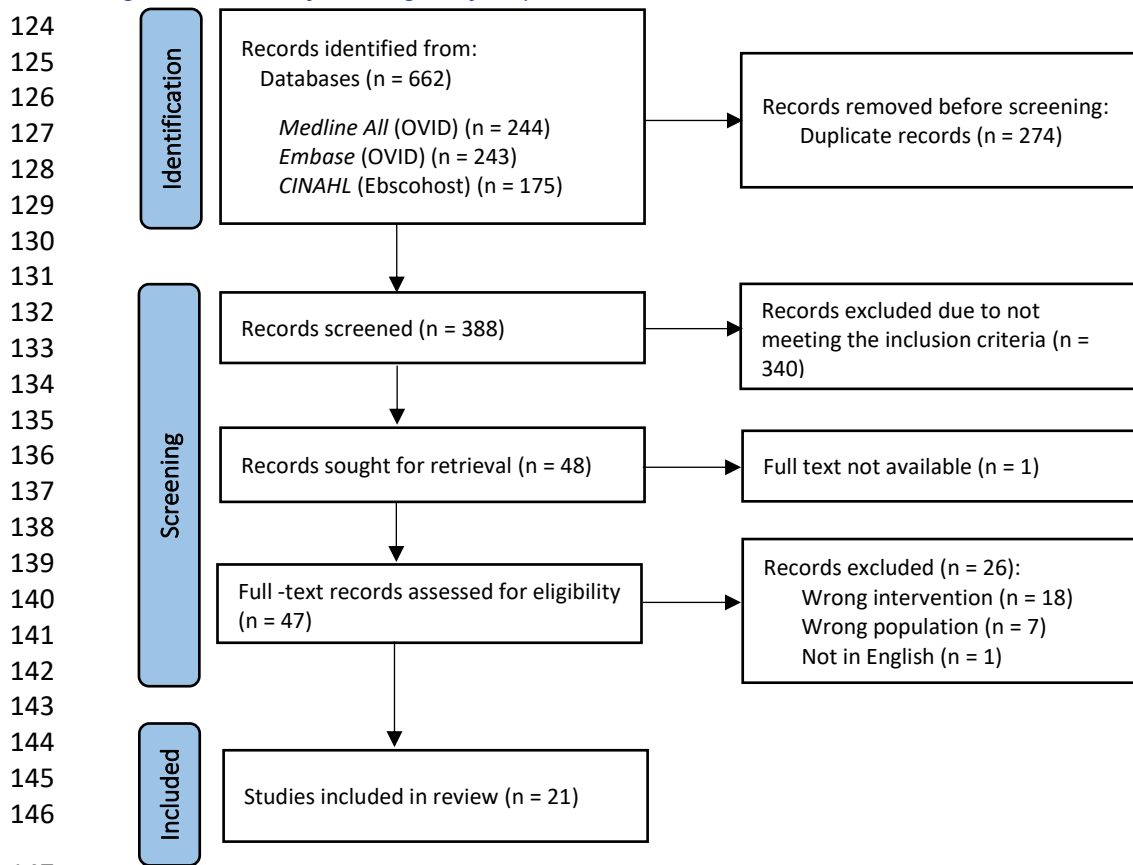 124
125
126
127
128
129
130
131
132
133
134
135
136
137
138
139
140
141
142
143
144
145
146
Identification
Records identified from:
Databases (n = 662)
Medline All (OVID) (n = 244)
Embase (OVID) (n = 243)
CINAHL (Ebscohost) (n = 175)
Records removed before screening:
Duplicate records (n = 274)
Screening
Records screened (n = 388)
Records excluded due to not
meeting the inclusion criteria (n =
340)
Records sought for retrieval (n = 48)
Full text not available (n = 1)
Full -text records assessed for eligibility
(n = 47)
Records excluded (n = 26):
Wrong intervention (n = 18)
Wrong population (n = 7)
Not in English (n = 1)
Included
Studies included in review (n = 21)